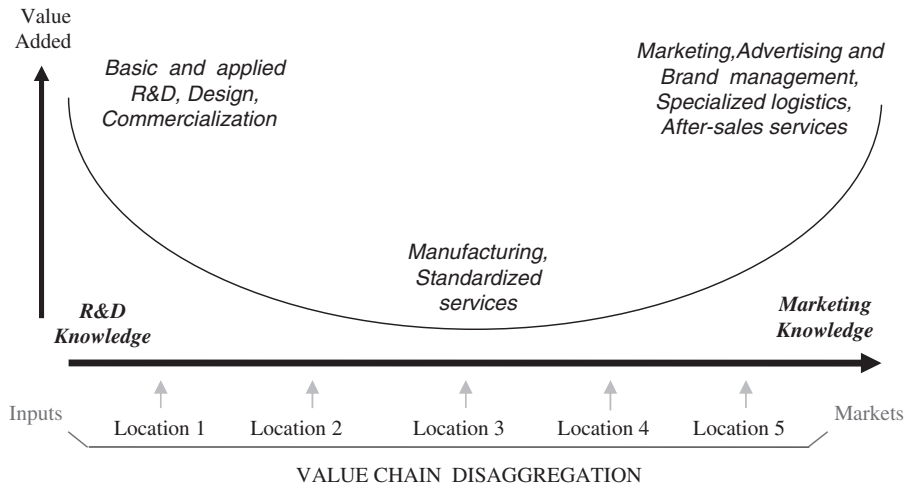 Value
Added
Basic and applied
R&D, Design,
Commercialization
Marketing,Advertising and
Brand management,
Specialized logistics,
After-sales services
Manufacturing,
Standardized
services
R&D
Knowledge
Marketing
Knowledge
Inputs
Location 1
Location 2
Location 3
Location 4
Location 5
Markets
VALUE CHAIN DISAGGREGATION